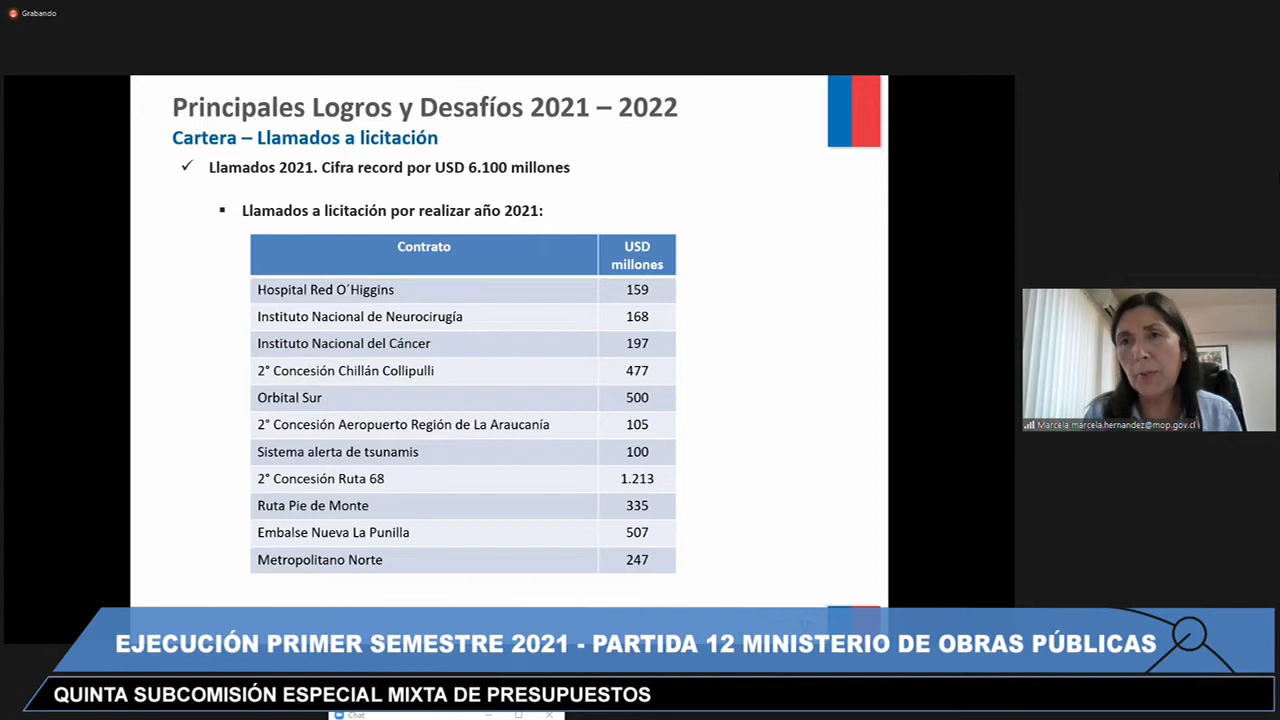 Grabando
Principales Logros y Desafíos 2021 – 2022
Cartera – Llamados a licitación
✓ Llamados 2021. Cifra record por USD 6.100 millones
▪ Llamados a licitación por realizar año 2021:
Contrato USD millones
Hospital Red O´Higgins 159
Instituto Nacional de Neurocirugía 168
Instituto Nacional del Cáncer 197
2° Concesión Chillán Collipulli 477
Orbital Sur 500
2° Concesión Aeropuerto Región de La Araucanía 105
Sistema alerta de tsunamis 100
2° Concesión Ruta 68 1.213
Ruta Pie de Monte 335
Embalse Nueva La Punilla 507
Metropolitano Norte 247
Marcela marcela.hernandez@mop.gov.cl
EJECUCIÓN PRIMER SEMESTRE 2021 - PARTIDA 12 MINISTERIO DE OBRAS PÚBLICAS
QUINTA SUBCOMISIÓN ESPECIAL MIXTA DE PRESUPUESTOS
Chat